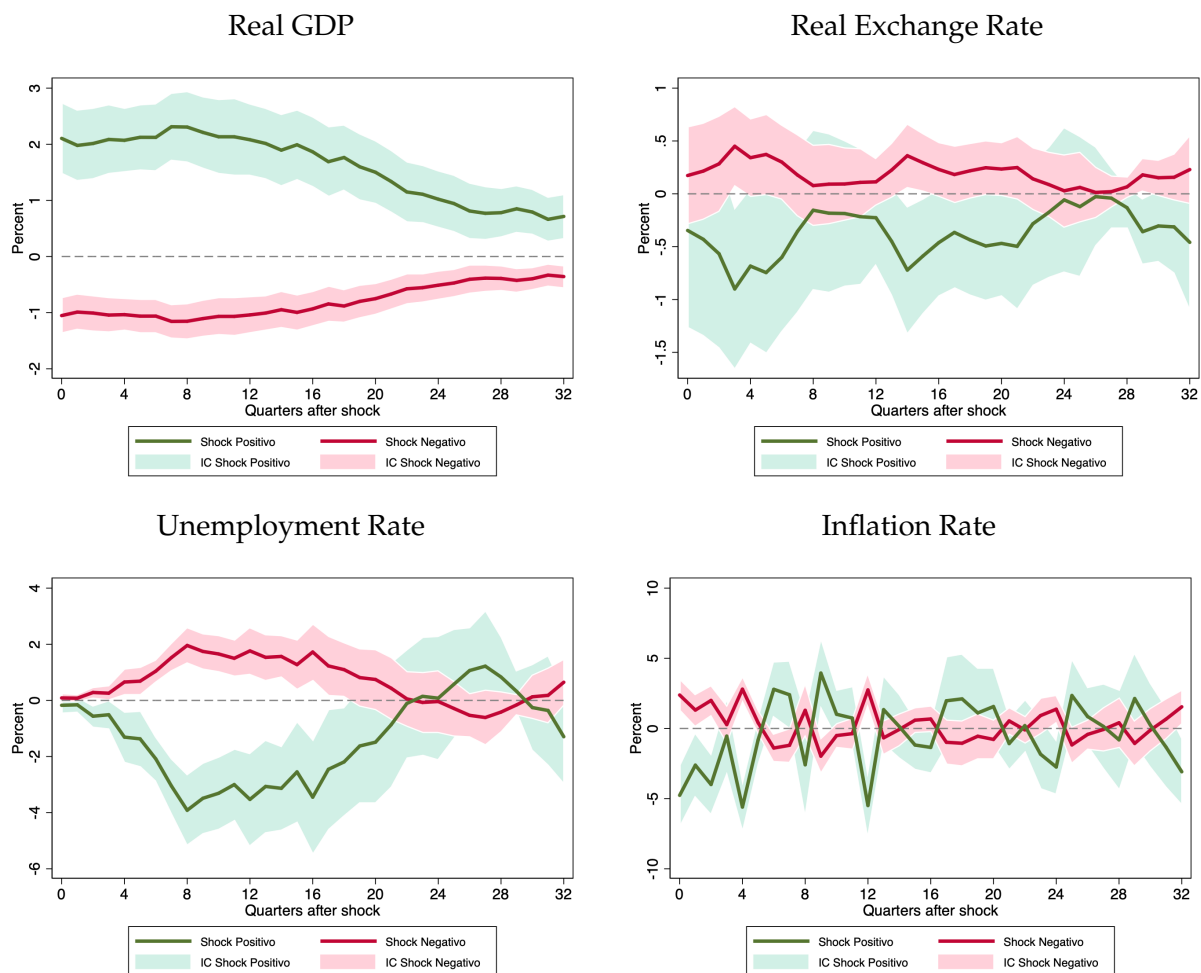 Real GDP
3
2
1
0
-1
-2
Percent
0 4 8 12 16 20 24 28 32
Quarters after shock
Shock Positivo Shock Negativo
IC Shock Positivo IC Shock Negativo
Real Exchange Rate
1
.5
0
-.5
-1
-1.5
Percent
0 4 8 12 16 20 24 28 32
Quarters after shock
Shock Positivo Shock Negativo
IC Shock Positivo IC Shock Negativo
Unemployment Rate
4
2
0
-2
-4
-6
Percent
0 4 8 12 16 20 24 28 32
Quarters after shock
Shock Positivo Shock Negativo
IC Shock Positivo IC Shock Negativo
Inflation Rate
10
5
0
-5
-10
Percent
0 4 8 12 16 20 24 28 32
Quarters after shock
Shock Positivo Shock Negativo
IC Shock Positivo IC Shock Negativo